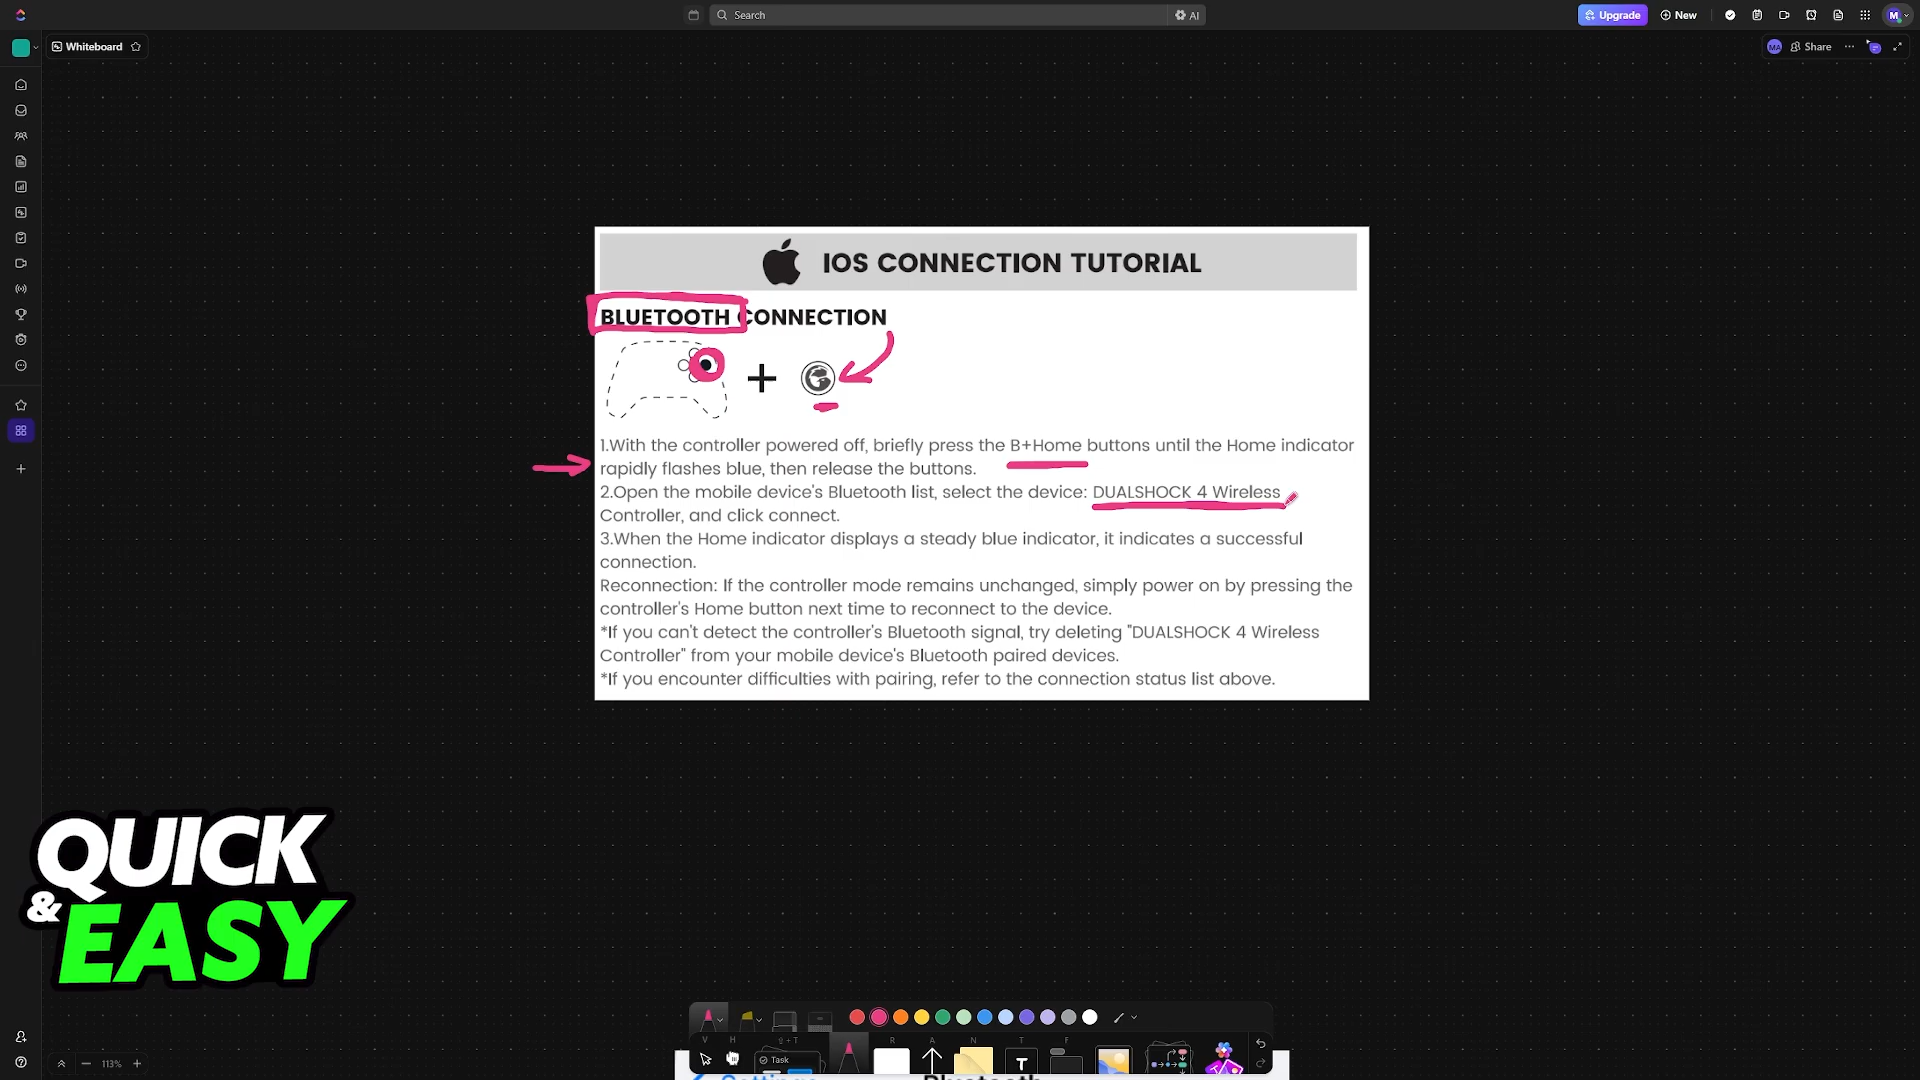 Search
AI
Upgrade
New
M
Whiteboard
MA
Share
IOS CONNECTION TUTORIAL
BLUETOOTH CONNECTION
+
1.With the controller powered off, briefly press the B+Home buttons until the Home indicator
rapidly flashes blue, then release the buttons.
2.Open the mobile device's Bluetooth list, select the device: DUALSHOCK 4 Wireless
Controller, and click connect.
3.When the Home indicator displays a steady blue indicator, it indicates a successful
connection.
Reconnection: If the controller mode remains unchanged, simply power on by pressing the
controller's Home button next time to reconnect to the device.
*If you can't detect the controller's Bluetooth signal, try deleting "DUALSHOCK 4 Wireless
Controller" from your mobile device's Bluetooth paired devices.
*If you encounter difficulties with pairing, refer to the connection status list above.
QUICK
& EASY
V H ⇧+T R A N T F
Task
T
113%
Settings Bluetooth